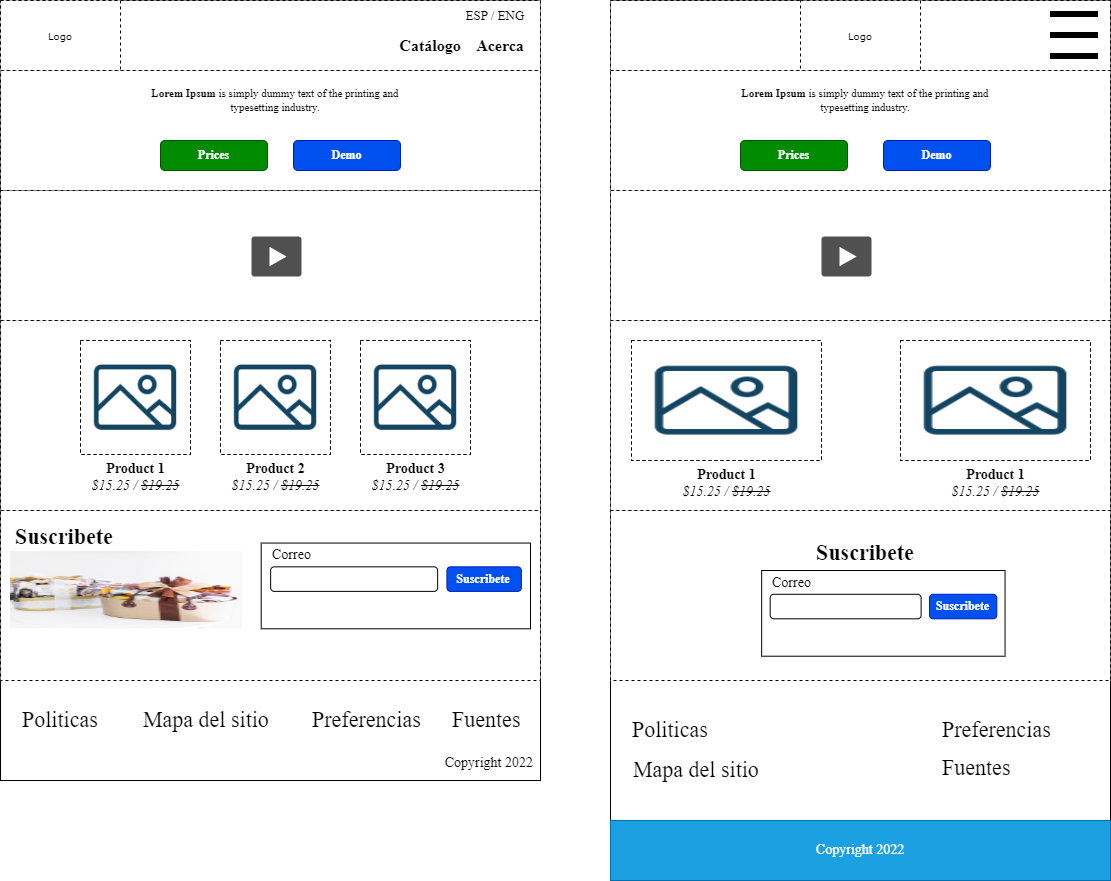 Logo
ESP / ENG
Catálogo Acerca
Lorem Ipsum is simply dummy text of the printing and
typesetting industry.
Prices Demo
Product 1 Product 2 Product 3
$15.25 / $19.25 $15.25 / $19.25 $15.25 / $19.25
Suscribete
Correo
Suscribete
Politicas Mapa del sitio Preferencias Fuentes
Copyright 2022
Logo
Lorem Ipsum is simply dummy text of the printing and
typesetting industry.
Prices Demo
Product 1 Product 1
$15.25 / $19.25 $15.25 / $19.25
Suscribete
Correo
Suscribete
Politicas Preferencias
Mapa del sitio Fuentes
Copyright 2022